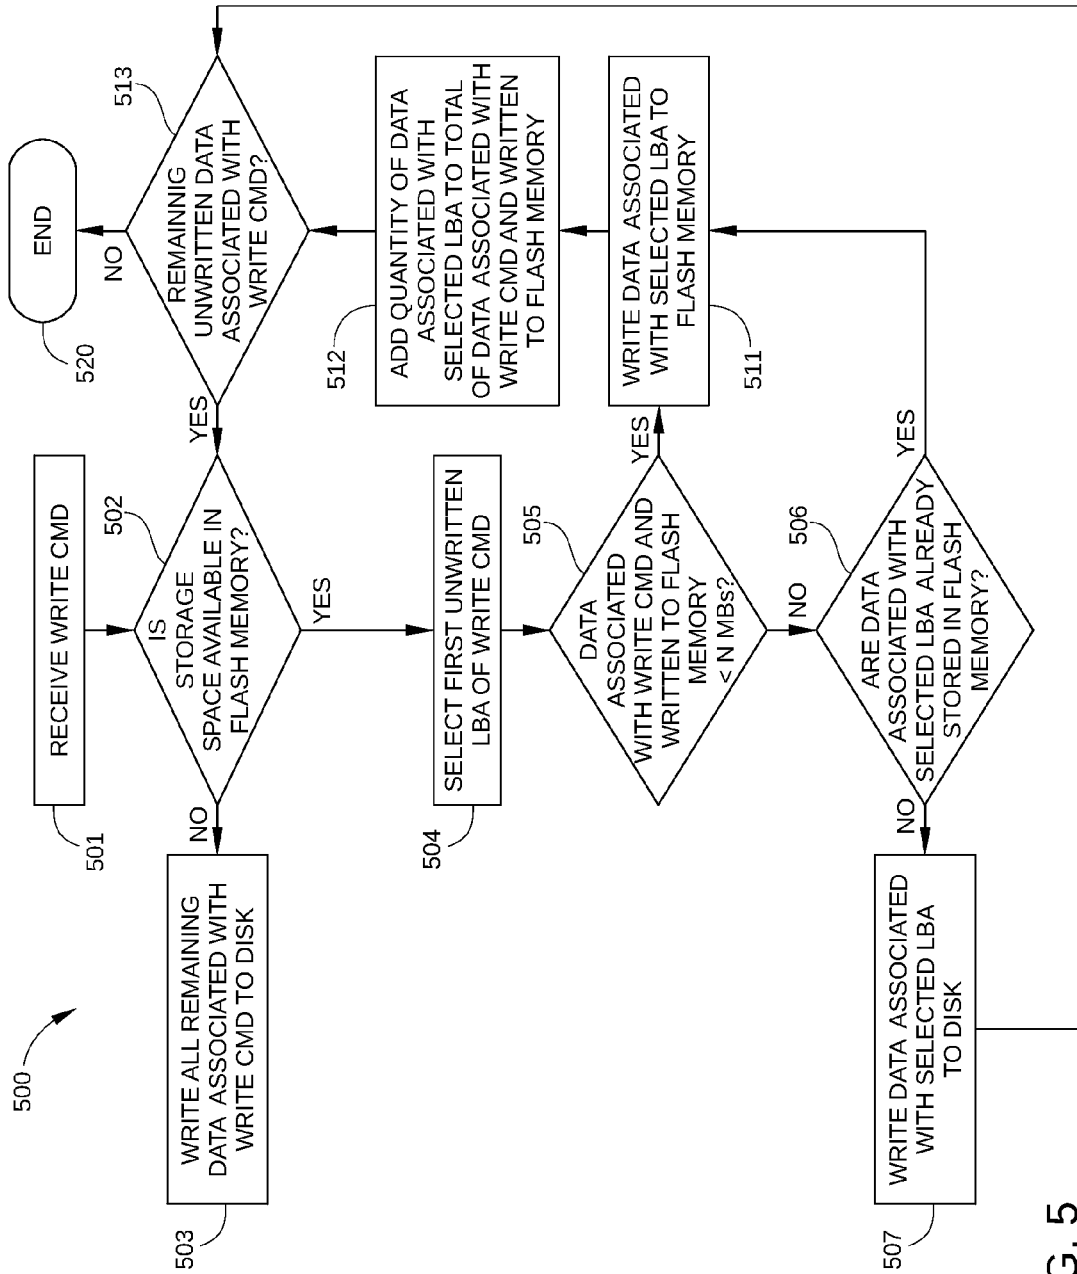 500
RECEIVE WRITE CMD
501
IS
STORAGE
SPACE AVAILABLE IN
FLASH MEMORY?
502
NO
YES
WRITE ALL REMAINING
DATA ASSOCIATED WITH
WRITE CMD TO DISK
503
SELECT FIRST UNWRITTEN
LBA OF WRITE CMD
504
DATA
ASSOCIATED
WITH WRITE CMD AND
WRITTEN TO FLASH
MEMORY
< N MBs?
505
YES
NO
ARE DATA
ASSOCIATED WITH
SELECTED LBA ALREADY
STORED IN FLASH
MEMORY?
506
YES
NO
WRITE DATA ASSOCIATED
WITH SELECTED LBA
TO DISK
507
WRITE DATA ASSOCIATED
WITH SELECTED LBA TO
FLASH MEMORY
511
ADD QUANTITY OF DATA
ASSOCIATED WITH
SELECTED LBA TO TOTAL
OF DATA ASSOCIATED WITH
WRITE CMD AND WRITTEN
TO FLASH MEMORY
512
REMAINNIG
UNWRITTEN DATA
ASSOCIATED WITH
WRITE CMD?
513
YES
NO
END
520
G. 5